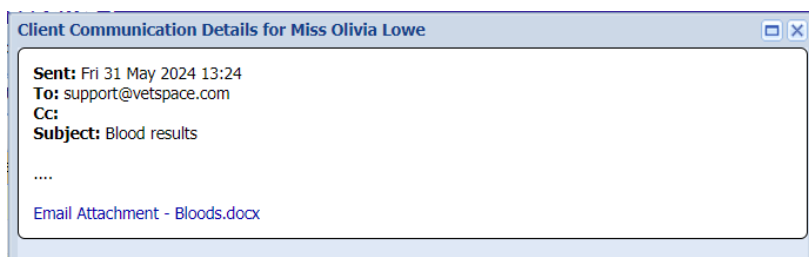 Client Communication Details for Miss Olivia Lowe
Sent: Fri 31 May 2024 13:24
To: support@vetspace.com
Cc:
Subject: Blood results
....
Email Attachment - Bloods.docx